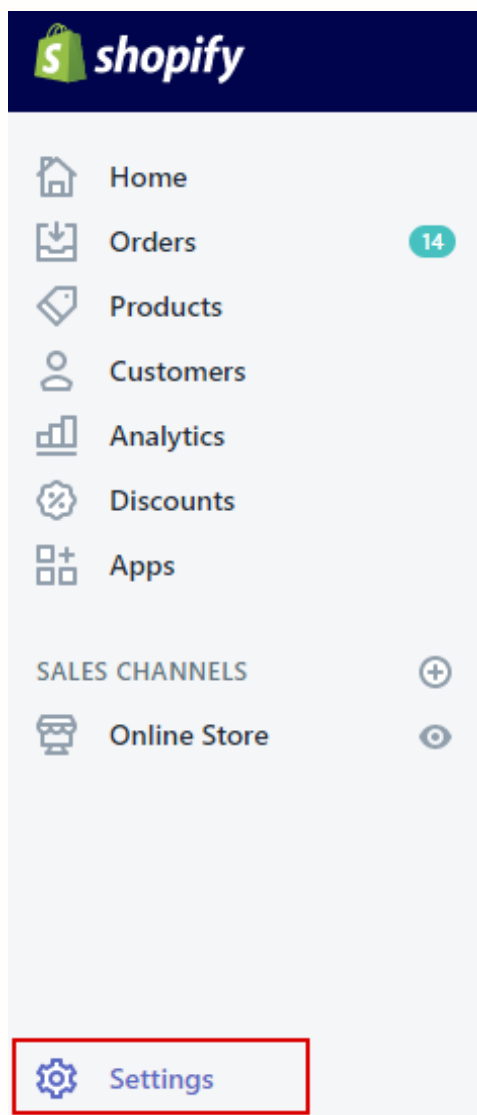 shopify
Home
Orders 14
Products
Customers
Analytics
Discounts
Apps
SALES CHANNELS
Online Store
Settings